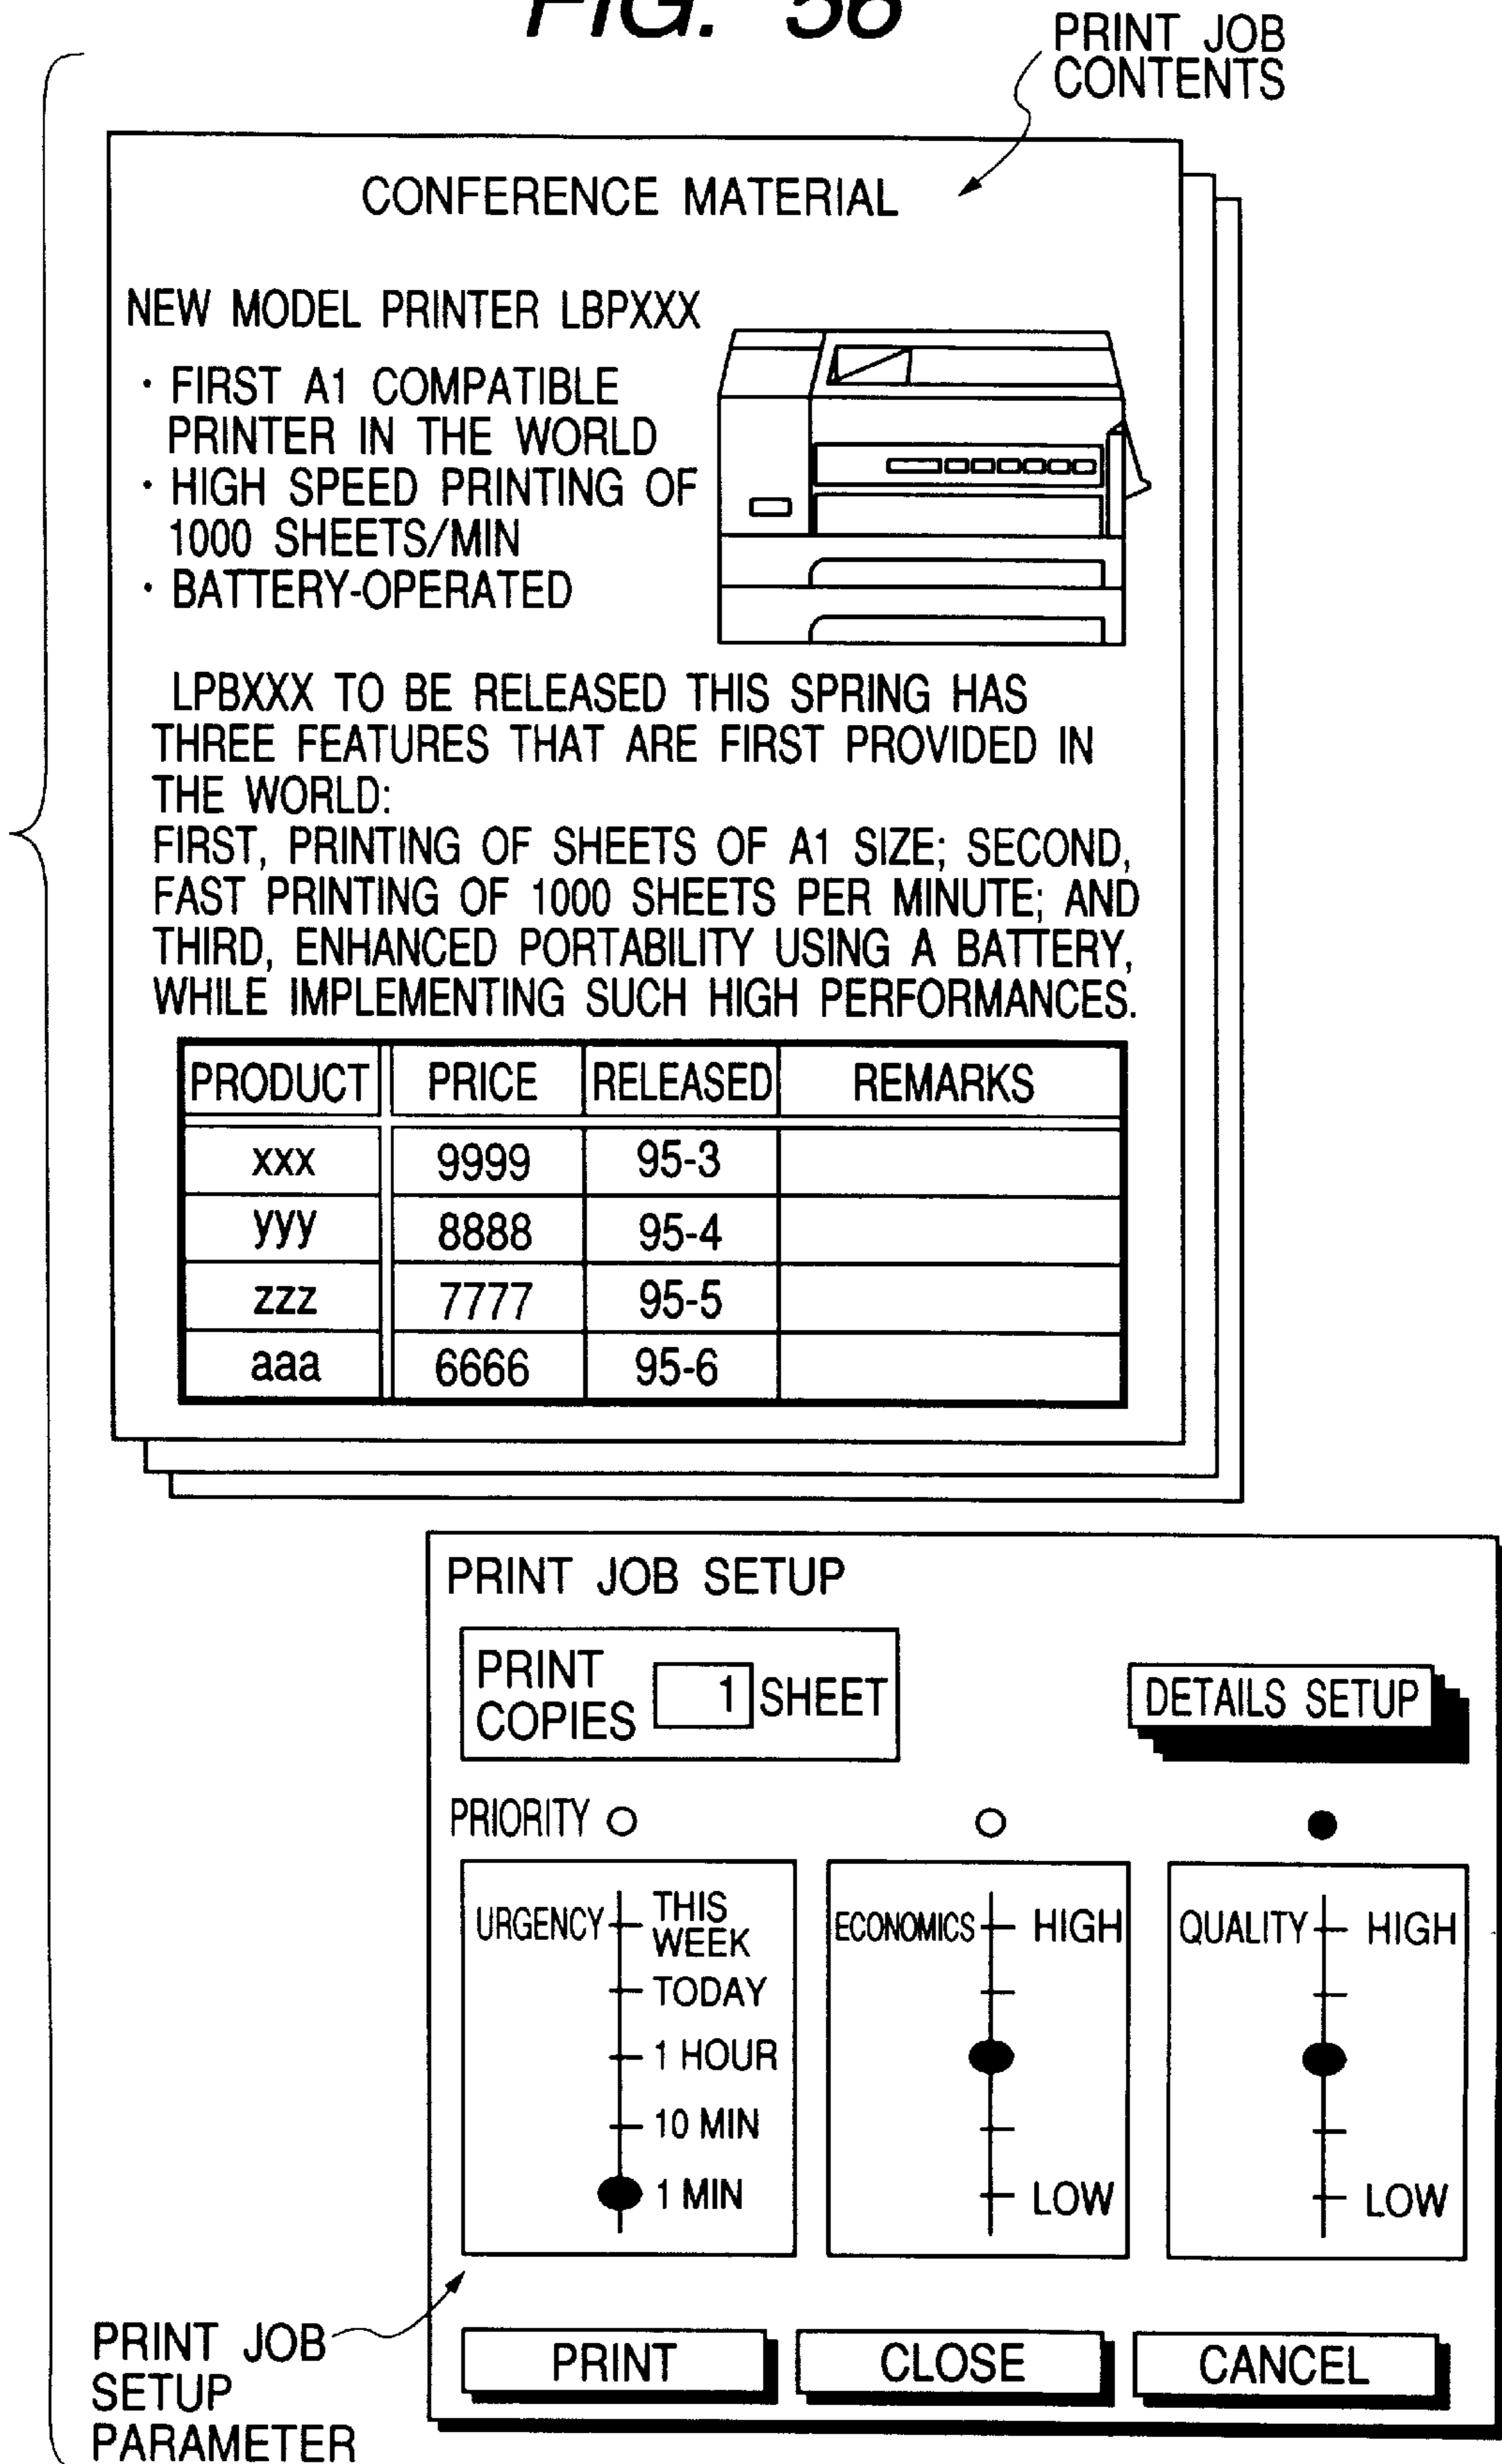 FIG. 56
PRINT JOB
CONTENTS
CONFERENCE MATERIAL
NEW MODEL PRINTER LBPXXX
· FIRST A1 COMPATIBLE
PRINTER IN THE WORLD
· HIGH SPEED PRINTING OF
1000 SHEETS/MIN
· BATTERY-OPERATED
LPBXXX TO BE RELEASED THIS SPRING HAS
THREE FEATURES THAT ARE FIRST PROVIDED IN
THE WORLD:
FIRST, PRINTING OF SHEETS OF A1 SIZE; SECOND,
FAST PRINTING OF 1000 SHEETS PER MINUTE; AND
THIRD, ENHANCED PORTABILITY USING A BATTERY,
WHILE IMPLEMENTING SUCH HIGH PERFORMANCES.
PRODUCT PRICE RELEASED REMARKS
xxx 9999 95-3
yyy 8888 95-4
zzz 7777 95-5
aaa 6666 95-6
PRINT JOB SETUP
PRINT
COPIES 1 SHEET
DETAILS SETUP
PRIORITY
URGENCY
THIS
WEEK
TODAY
1 HOUR
10 MIN
1 MIN
ECONOMICS HIGH
LOW
QUALITY HIGH
LOW
PRINT CLOSE CANCEL
PRINT JOB
SETUP
PARAMETER